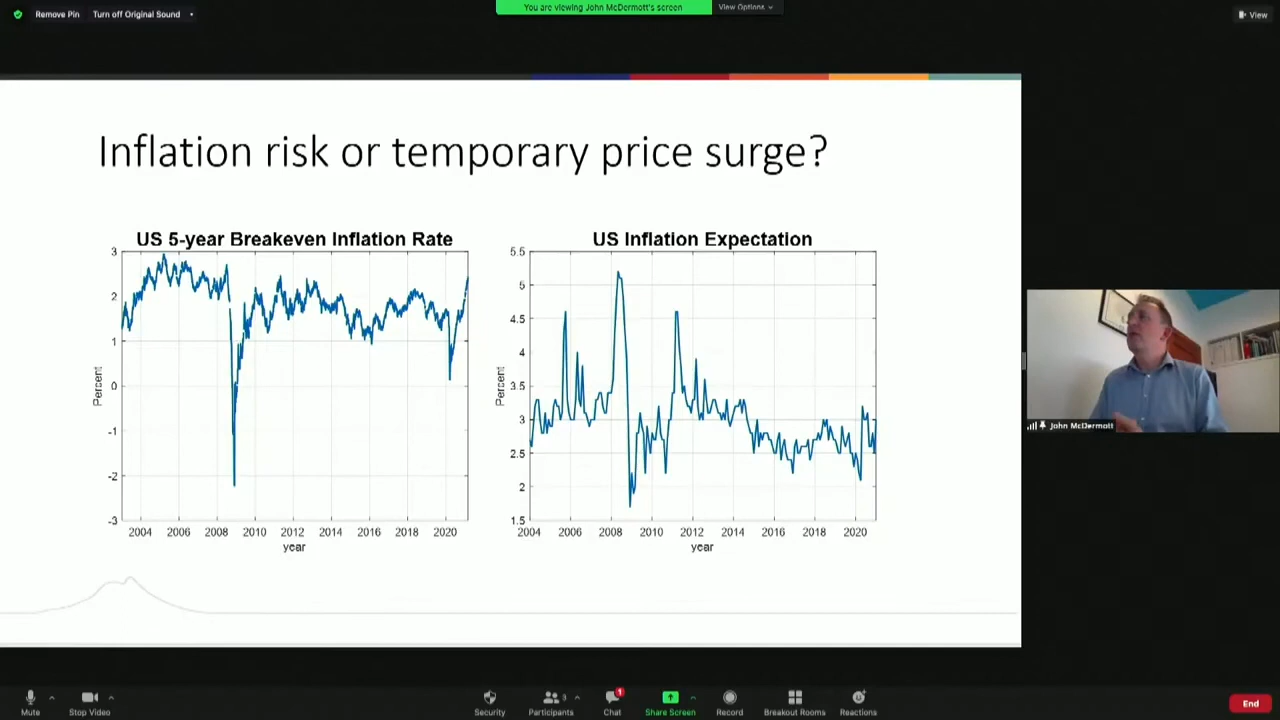 Remove Pin
Turn off Original Sound
You are viewing John McDermott's screen
View Options
View
Inflation risk or temporary price surge?
US 5-year Breakeven Inflation Rate
3
2
1
0
-1
-2
-3
Percent
2004 2006 2008 2010 2012 2014 2016 2018 2020
year
US Inflation Expectation
5.5
5
4.5
4
3.5
3
2.5
2
1.5
Percent
2004 2006 2008 2010 2012 2014 2016 2018 2020
year
John McDermott
Mute
Stop Video
Security
3
Participants
1
Chat
Share Screen
Record
Breakout Rooms
Reactions
End